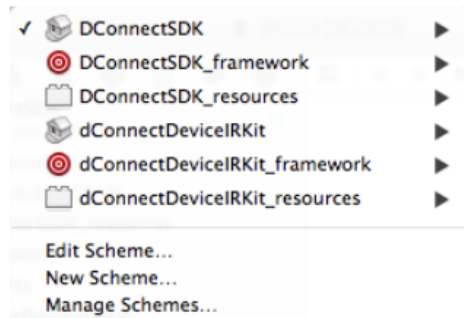 DConnectSDK
DConnectSDK_framework
DConnectSDK_resources
dConnectDeviceIRKit
dConnectDeviceIRKit_framework
dConnectDeviceIRKit_resources
Edit Scheme...
New Scheme...
Manage Schemes...